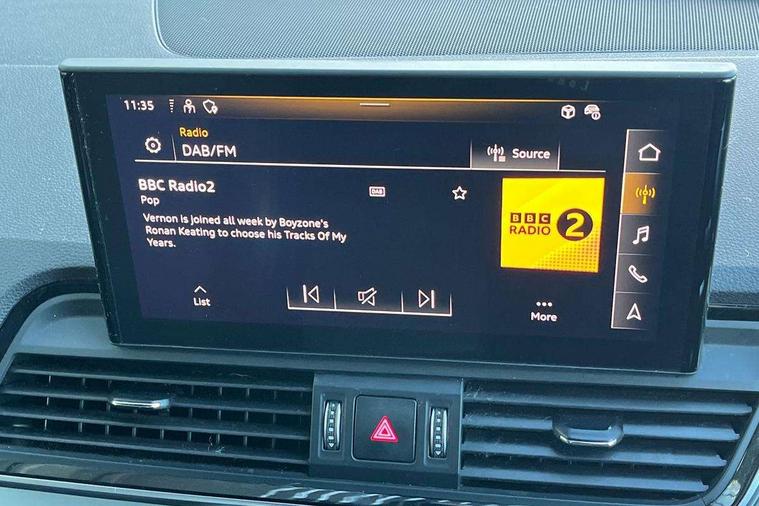 11:35
Radio
DAB/FM
Source
BBC Radio2
DAB
Pop
Vernon is joined all week by Boyzone's
Ronan Keating to choose his Tracks Of My
Years.
BBC
RADIO 2
List
More